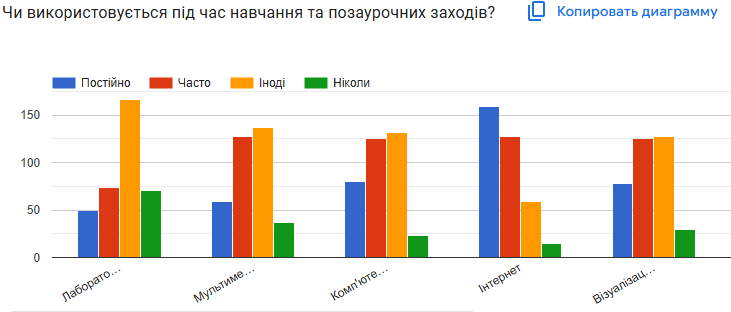 Чи використовується під час навчання та позаурочних заходів?
Копировать диаграмму
Постійно Часто Іноді Ніколи
150
100
50
0
Лаборато… Мультиме… Комп'юте… Інтернет Візуалізац…